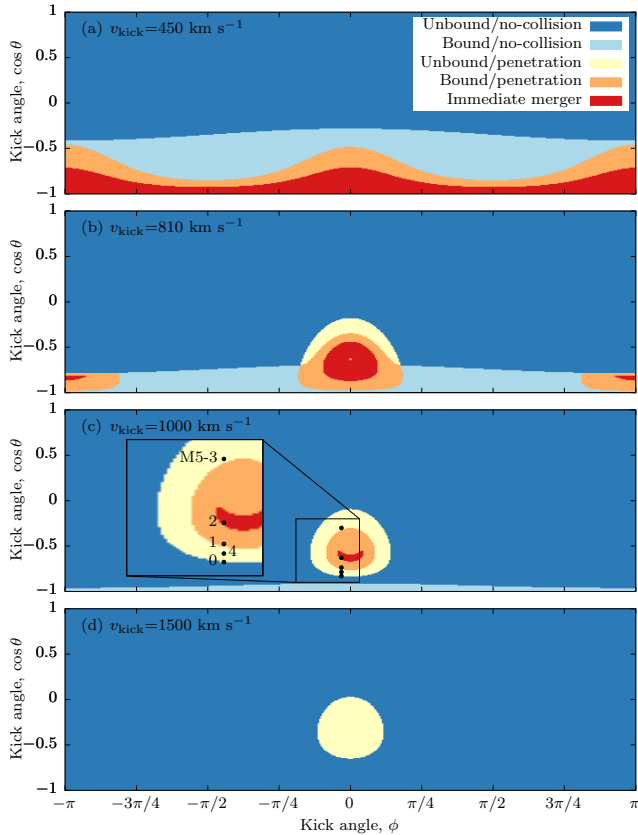 (a) v_kick=450 km s⁻¹
Unbound/no-collision
Bound/no-collision
Unbound/penetration
Bound/penetration
Immediate merger
Kick angle, cos θ
1
0.5
0
−0.5
−1
(b) v_kick=810 km s⁻¹
Kick angle, cos θ
1
0.5
0
−0.5
−1
(c) v_kick=1000 km s⁻¹
M5-3
2
1
4
0
Kick angle, cos θ
1
0.5
0
−0.5
−1
(d) v_kick=1500 km s⁻¹
Kick angle, cos θ
1
0.5
0
−0.5
−1
−π −3π/4 −π/2 −π/4 0 π/4 π/2 3π/4 π
Kick angle, ϕ